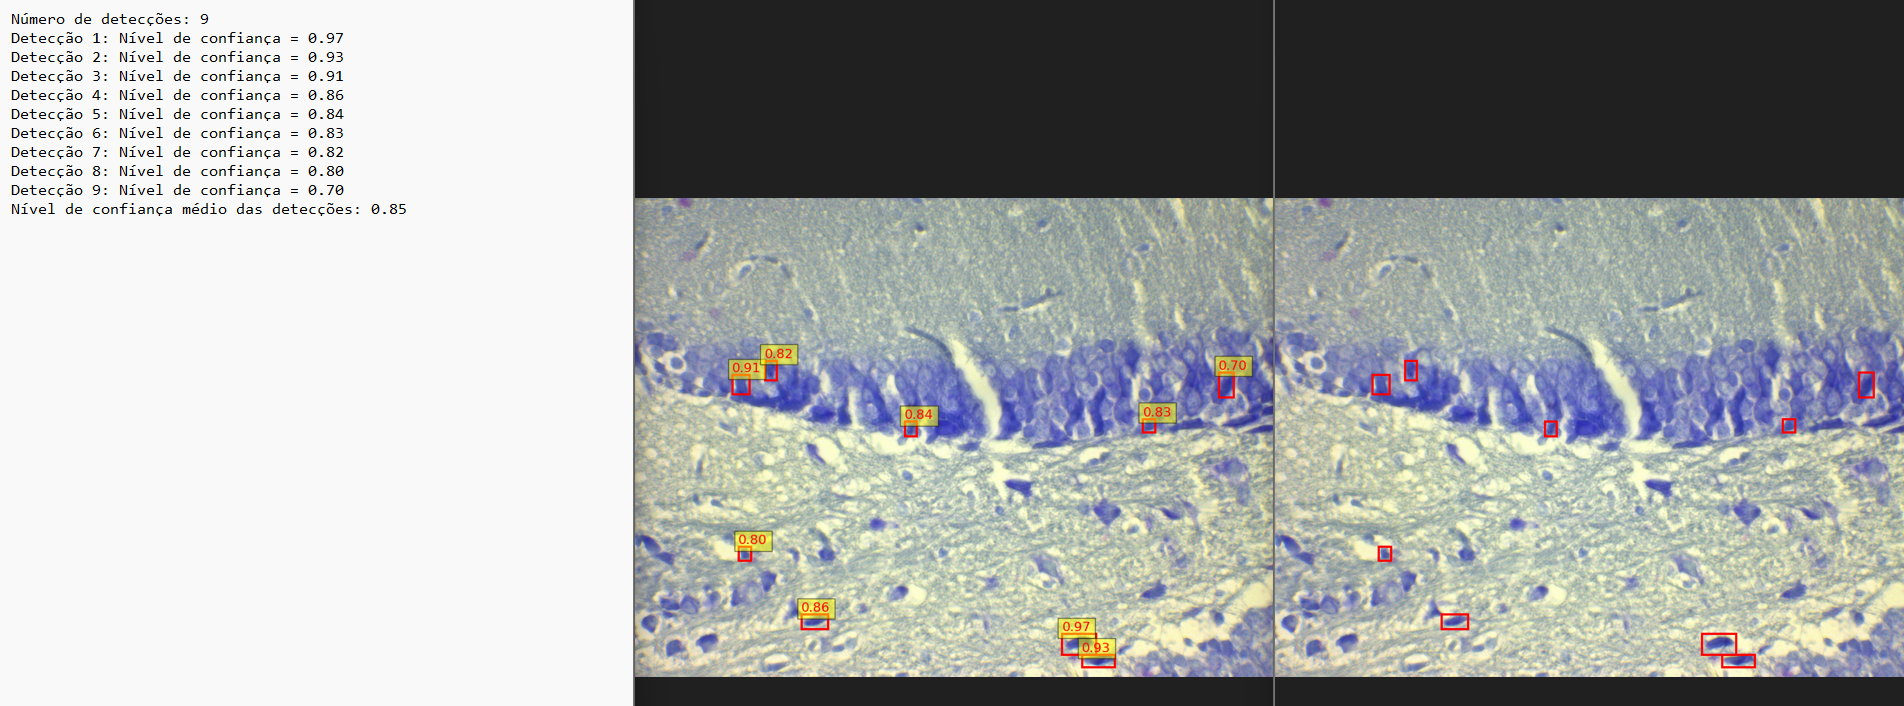 Número de detecções: 9
Detecção 1: Nível de confiança = 0.97
Detecção 2: Nível de confiança = 0.93
Detecção 3: Nível de confiança = 0.91
Detecção 4: Nível de confiança = 0.86
Detecção 5: Nível de confiança = 0.84
Detecção 6: Nível de confiança = 0.83
Detecção 7: Nível de confiança = 0.82
Detecção 8: Nível de confiança = 0.80
Detecção 9: Nível de confiança = 0.70
Nível de confiança médio das detecções: 0.85
0.82
0.91
0.70
0.84
0.83
0.80
0.86
0.97
0.93